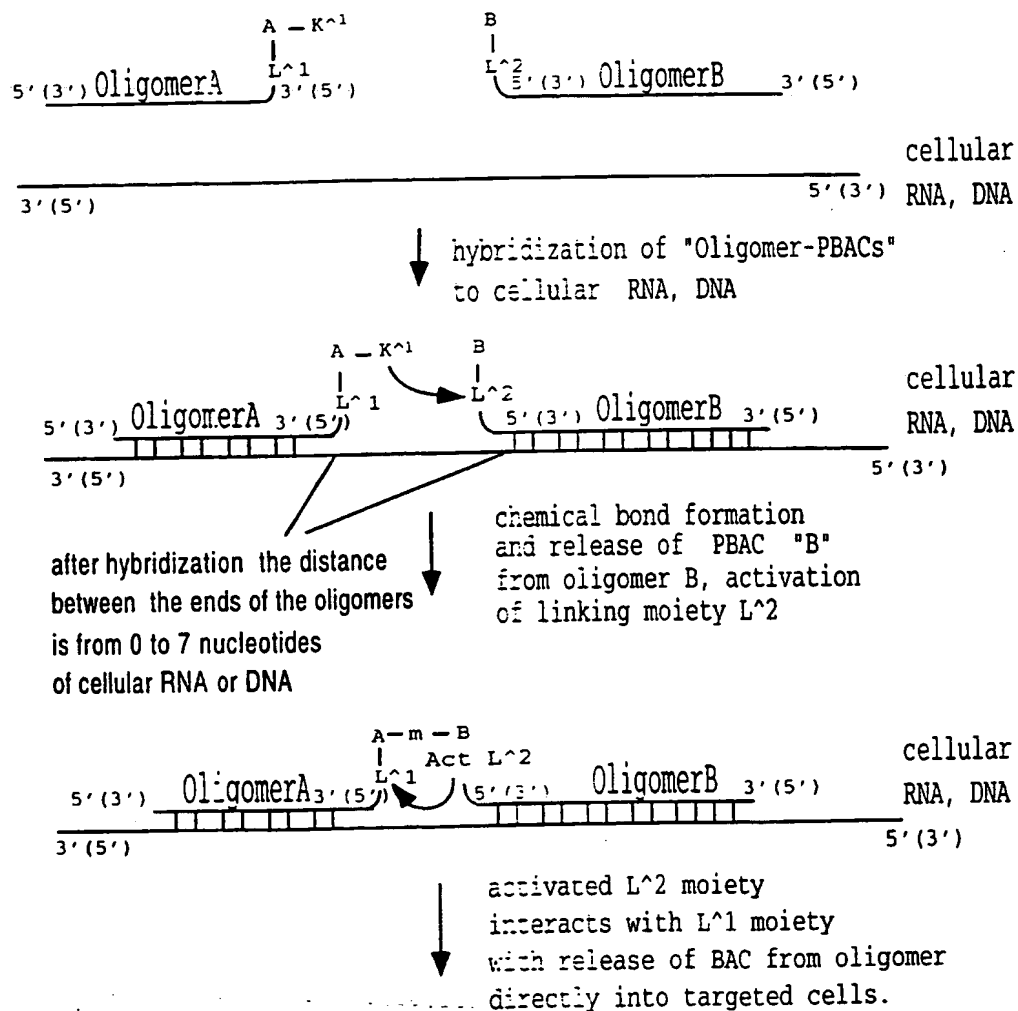 A – K^1
B
L^1
L^2
5'(3') OligomerA 3'(5')
5'(3') OligomerB 3'(5')
cellular
RNA, DNA
3'(5')
5'(3')
hybridization of "Oligomer-PBACs"
to cellular RNA, DNA
A – K^1
B
L^1
L^2
5'(3') OligomerA 3'(5')
5'(3') OligomerB 3'(5')
cellular
RNA, DNA
3'(5')
5'(3')
after hybridization the distance
between the ends of the oligomers
is from 0 to 7 nucleotides
of cellular RNA or DNA
chemical bond formation
and release of PBAC "B"
from oligomer B, activation
of linking moiety L^2
A – m – B
L^1
Act L^2
5'(3') OligomerA 3'(5')
5'(3') OligomerB 3'(5')
cellular
RNA, DNA
3'(5')
5'(3')
activated L^2 moiety
interacts with L^1 moiety
with release of BAC from oligomer
directly into targeted cells.